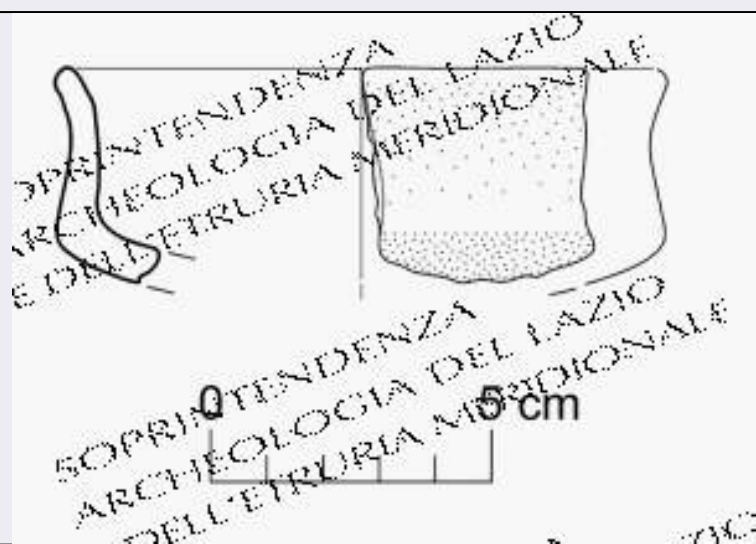 SOPRINTENDENZA
ARCHEOLOGIA DEL LAZIO
E DELL'ETRURIA MERIDIONALE
0 5 cm
SOPRINTENDENZA
ARCHEOLOGIA DEL LAZIO
DELL'ETRURIA MERIDIONALE